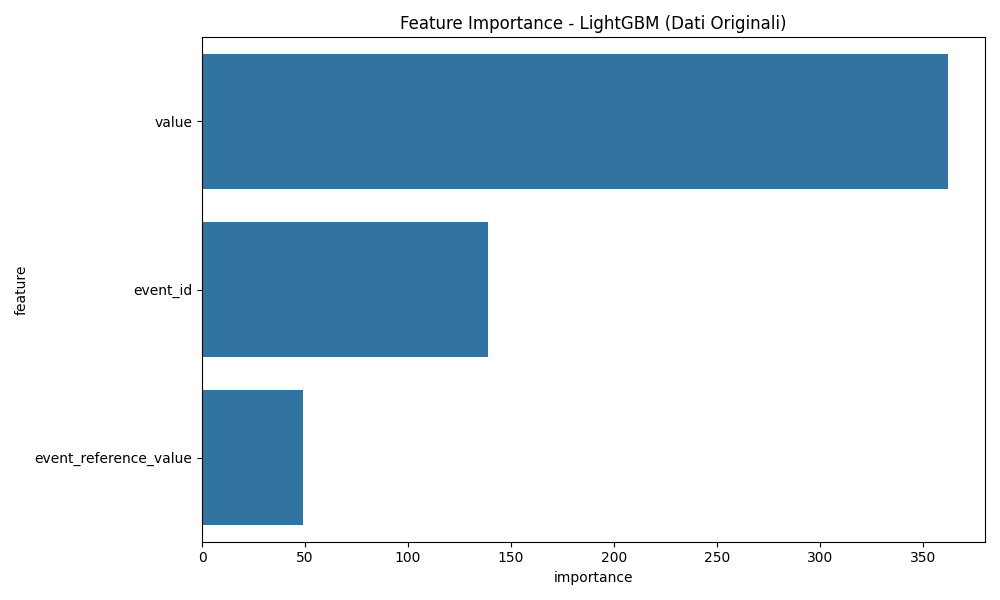 Feature Importance - LightGBM (Dati Originali)
value
event_id
event_reference_value
feature
0 50 100 150 200 250 300 350
importance